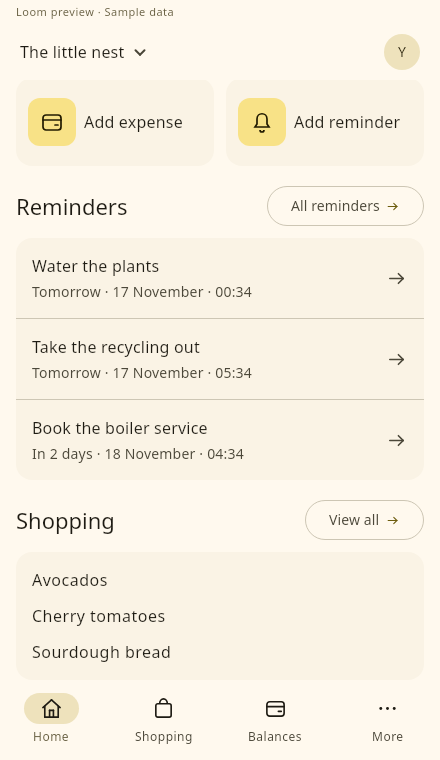 Loom preview · Sample data
The little nest
Y
Add expense
Add reminder
Reminders
All reminders →
Water the plants
Tomorrow · 17 November · 00:34
Take the recycling out
Tomorrow · 17 November · 05:34
Book the boiler service
In 2 days · 18 November · 04:34
Shopping
View all →
Avocados
Cherry tomatoes
Sourdough bread
Home
Shopping
Balances
More